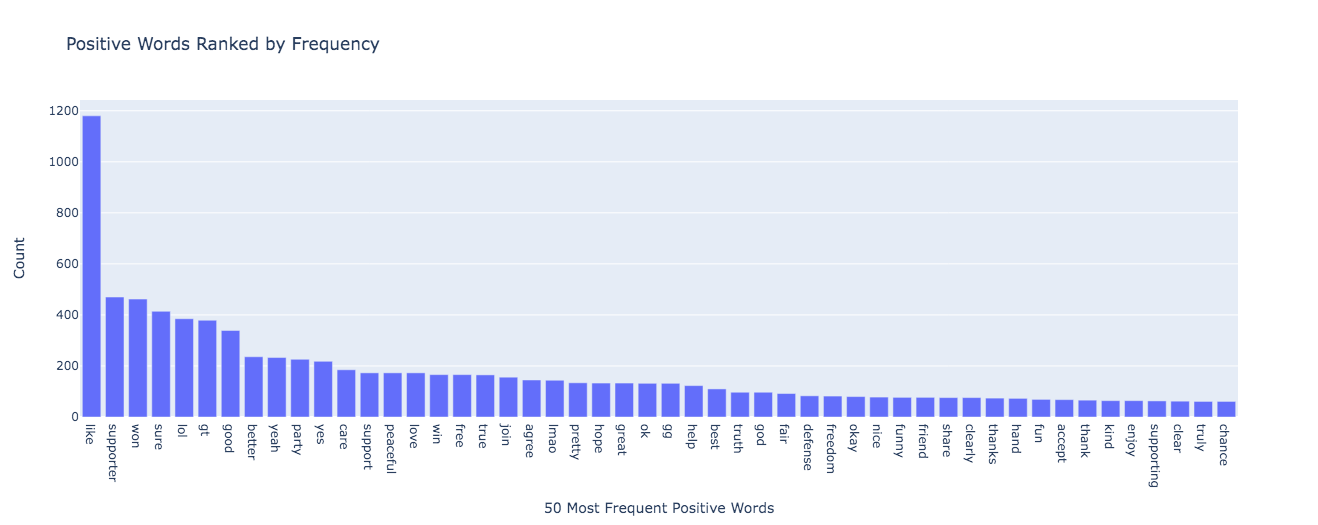 Positive Words Ranked by Frequency
1200
1000
800
600
400
200
0
Count
like
supporter
won
sure
lol
gt
good
better
yeah
party
yes
care
support
peaceful
love
win
free
true
join
agree
lmao
pretty
hope
great
ok
gg
help
best
truth
god
fair
defense
freedom
okay
nice
funny
friend
share
clearly
thanks
hand
fun
accept
thank
kind
enjoy
supporting
clear
truly
chance
50 Most Frequent Positive Words